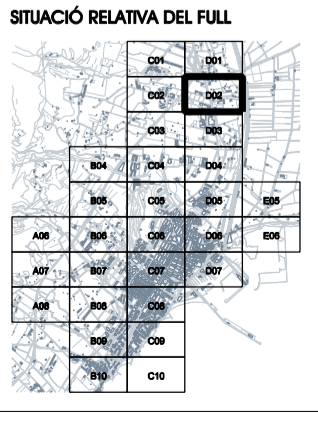 SITUACIÓ RELATIVA DEL FULL
C01 D01
C02 D02
C03 D03
B04 C04 D04
B05 C05 D05 E05
A06 B06 C06 D06 E06
A07 B07 C07 D07
A08 B08 C08
B09 C09
B10 C10